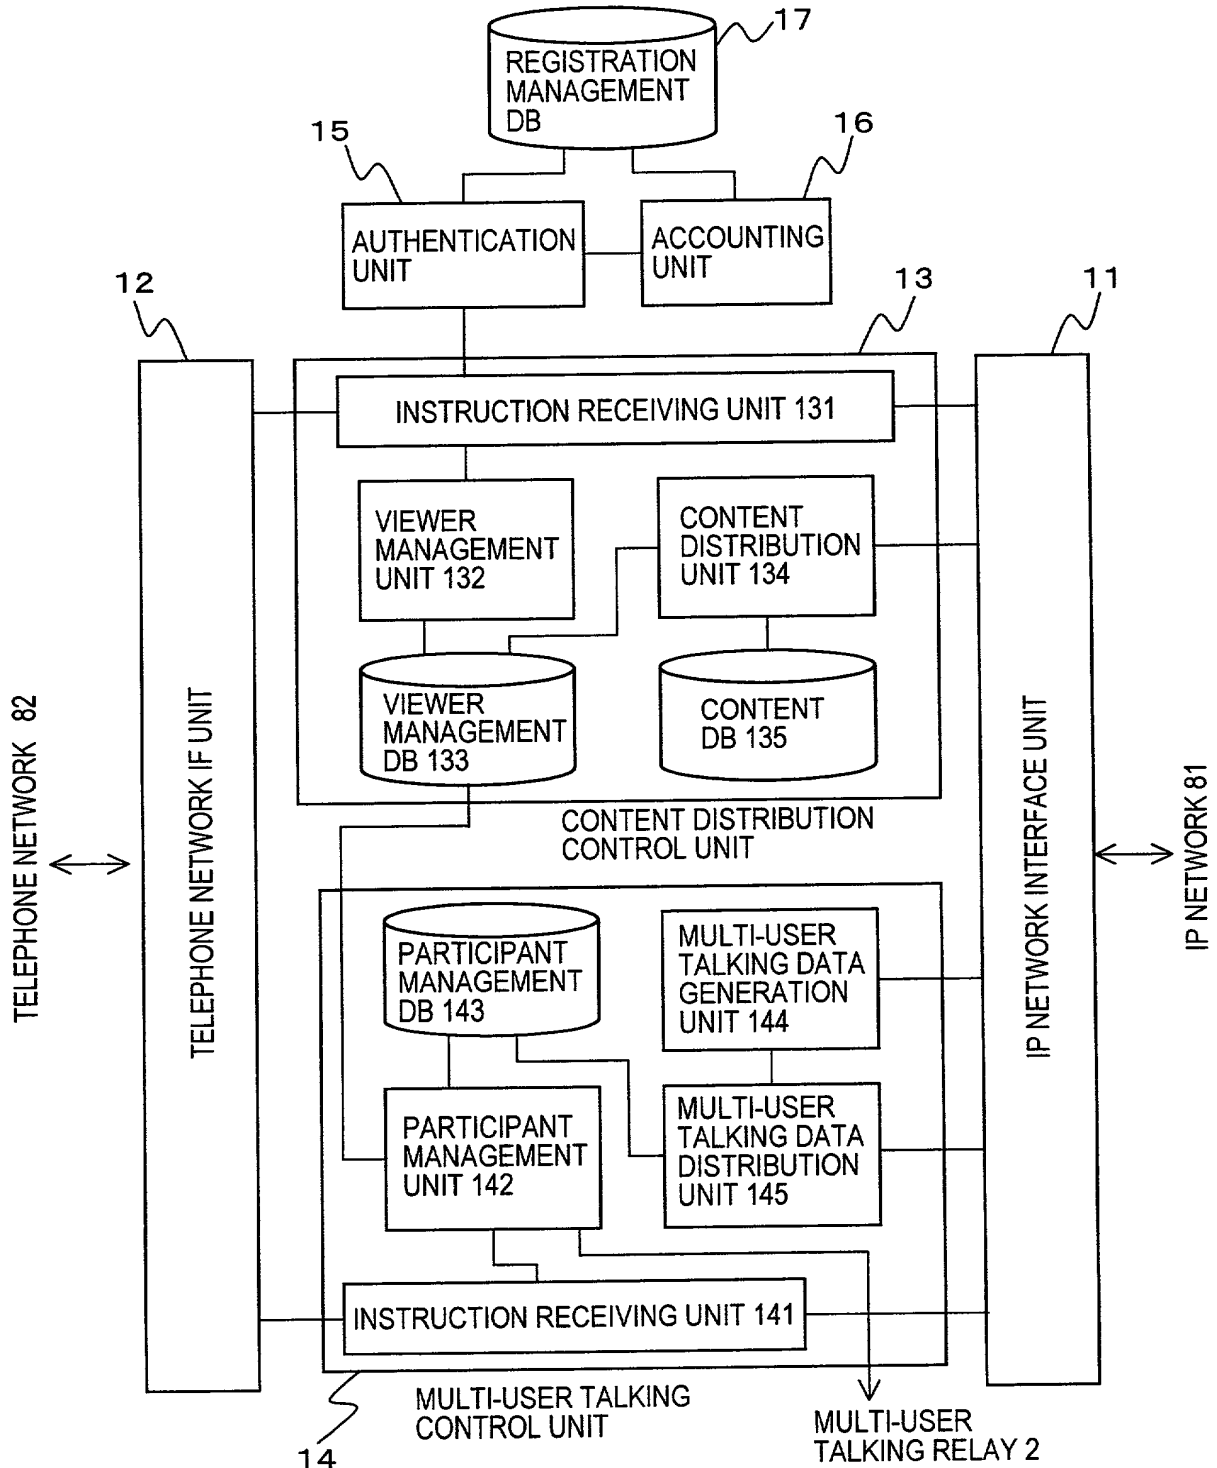 17
REGISTRATION
MANAGEMENT
DB
15
16
AUTHENTICATION
UNIT
ACCOUNTING
UNIT
12
13
11
INSTRUCTION RECEIVING UNIT 131
VIEWER
MANAGEMENT
UNIT 132
CONTENT
DISTRIBUTION
UNIT 134
VIEWER
MANAGEMENT
DB 133
CONTENT
DB 135
CONTENT DISTRIBUTION
CONTROL UNIT
TELEPHONE NETWORK 82
TELEPHONE NETWORK IF UNIT
IP NETWORK INTERFACE UNIT
IP NETWORK 81
PARTICIPANT
MANAGEMENT
DB 143
MULTI-USER
TALKING DATA
GENERATION
UNIT 144
PARTICIPANT
MANAGEMENT
UNIT 142
MULTI-USER
TALKING DATA
DISTRIBUTION
UNIT 145
INSTRUCTION RECEIVING UNIT 141
MULTI-USER TALKING
CONTROL UNIT
14
MULTI-USER
TALKING RELAY 2